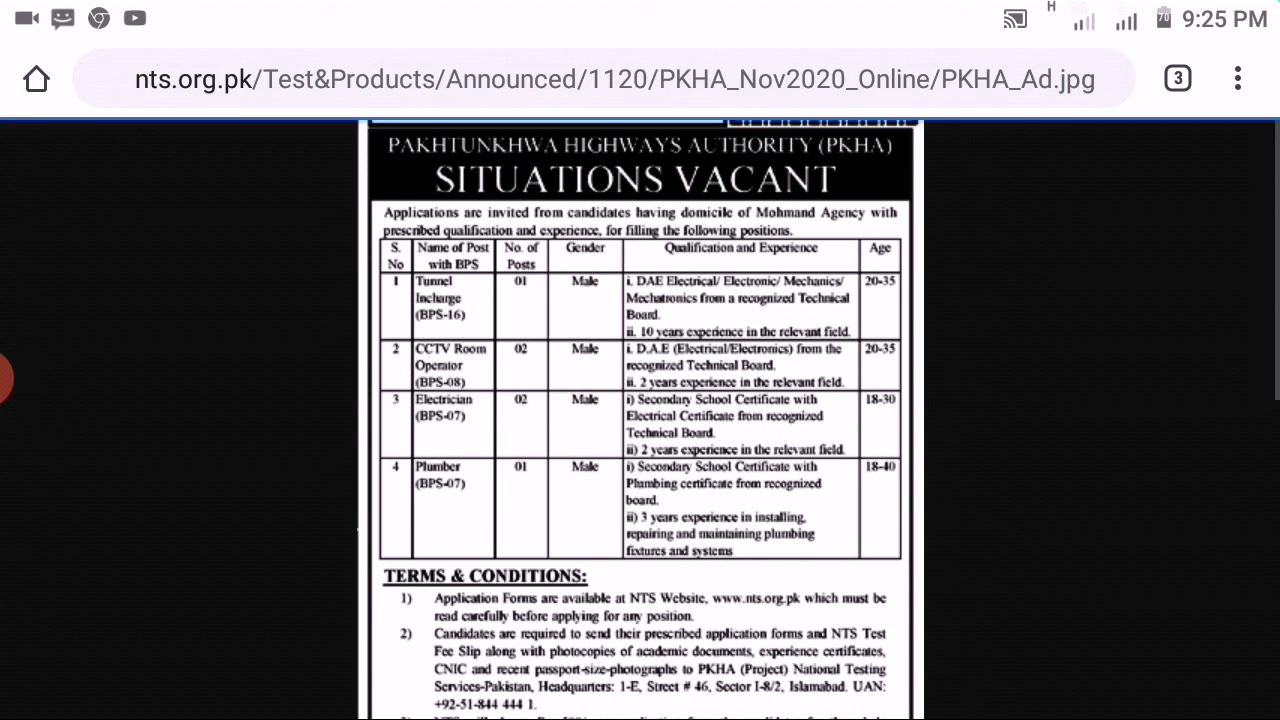 H
70
9:25 PM
nts.org.pk/Test&Products/Announced/1120/PKHA_Nov2020_Online/PKHA_Ad.jpg
3
PAKHTUNKHWA HIGHWAYS AUTHORITY (PKHA)
SITUATIONS VACANT
Applications are invited from candidates having domicile of Mohmand Agency with
prescribed qualification and experience, for filling the following positions.
S. No Name of Post with BPS No. of Posts Gender Qualification and Experience Age
1 Tunnel Incharge (BPS-16) 01 Male i. DAE Electrical/ Electronic/ Mechanics/ 20-35
Mechatronics from a recognized Technical
Board.
ii. 10 years experience in the relevant field.
2 CCTV Room Operator (BPS-08) 02 Male i. D.A.E (Electrical/Electronics) from the 20-35
recognized Technical Board.
ii. 2 years experience in the relevant field.
3 Electrician (BPS-07) 02 Male i) Secondary School Certificate with 18-30
Electrical Certificate from recognized
Technical Board.
ii) 2 years experience in the relevant field.
4 Plumber (BPS-07) 01 Male i) Secondary School Certificate with 18-40
Plumbing certificate from recognized
board.
ii) 3 years experience in installing,
repairing and maintaining plumbing
fixtures and systems
TERMS & CONDITIONS:
1) Application Forms are available at NTS Website, www.nts.org.pk which must be
read carefully before applying for any position.
2) Candidates are required to send their prescribed application forms and NTS Test
Fee Slip along with photocopies of academic documents, experience certificates,
CNIC and recent passport-size-photographs to PKHA (Project) National Testing
Services-Pakistan, Headquarters: 1-E, Street # 46, Sector I-8/2, Islamabad. UAN:
+92-51-844 444 1.